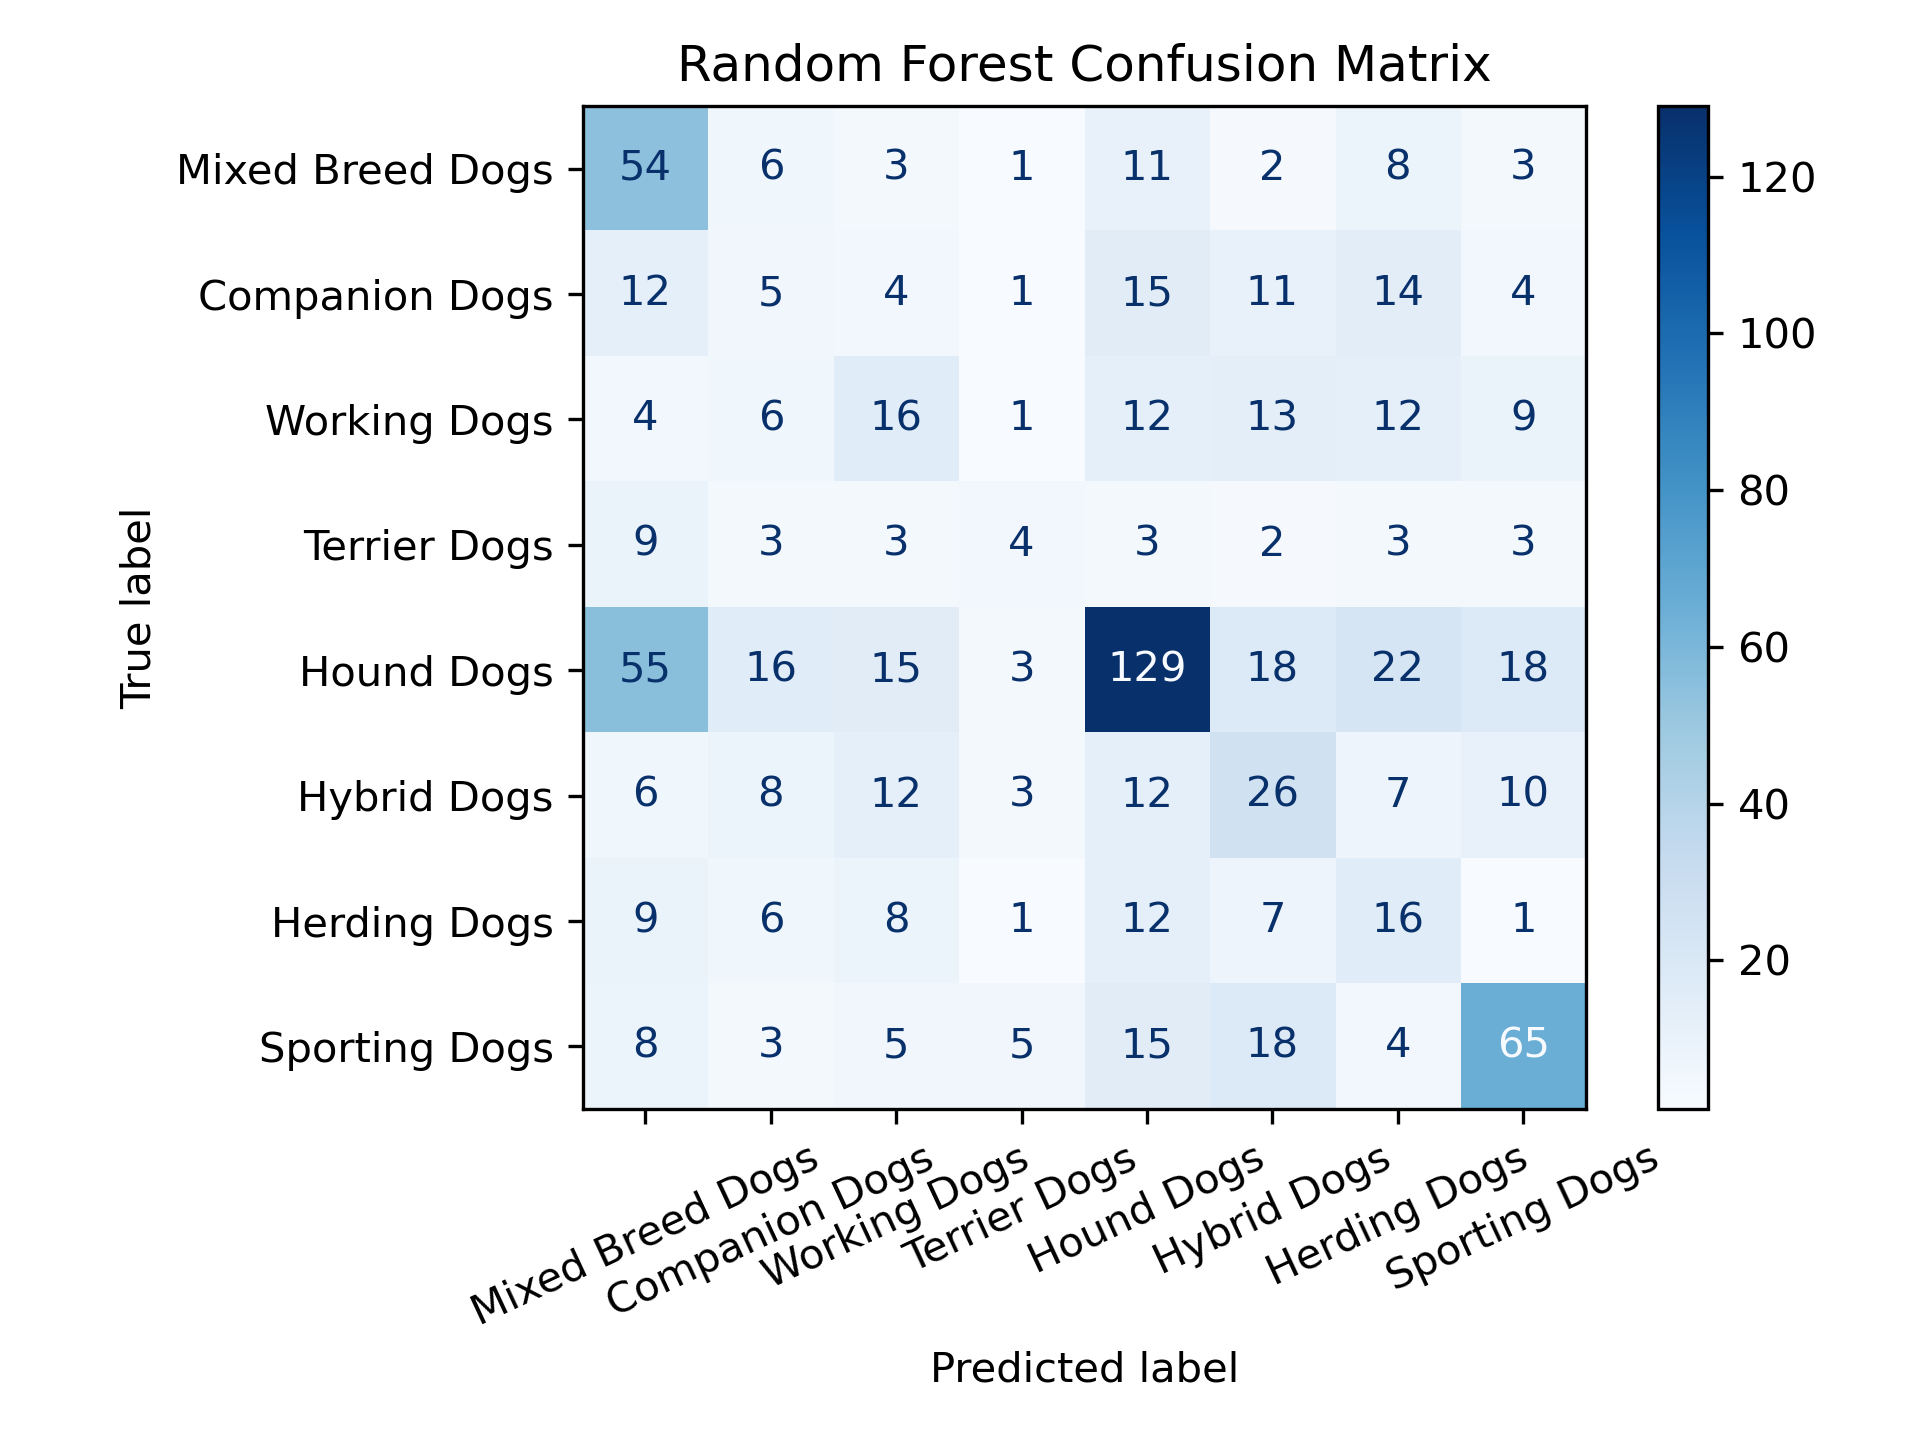 Random Forest Confusion Matrix
Mixed Breed Dogs 54 6 3 1 11 2 8 3
Companion Dogs 12 5 4 1 15 11 14 4
Working Dogs 4 6 16 1 12 13 12 9
Terrier Dogs 9 3 3 4 3 2 3 3
Hound Dogs 55 16 15 3 129 18 22 18
Hybrid Dogs 6 8 12 3 12 26 7 10
Herding Dogs 9 6 8 1 12 7 16 1
Sporting Dogs 8 3 5 5 15 18 4 65
True label
Mixed Breed Dogs
Companion Dogs
Working Dogs
Terrier Dogs
Hound Dogs
Hybrid Dogs
Herding Dogs
Sporting Dogs
Predicted label
120
100
80
60
40
20